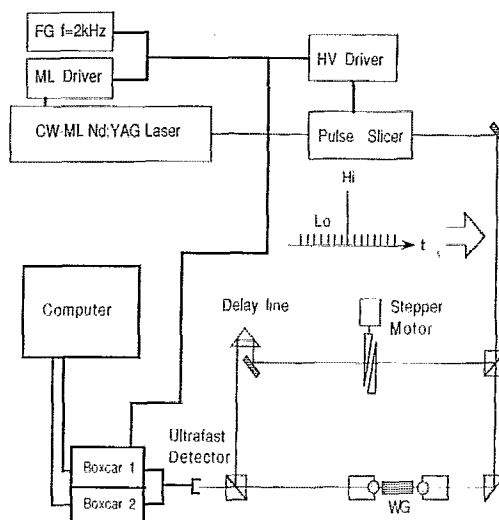 FG f=2kHz
ML Driver
HV Driver
CW-ML Nd:YAG Laser
Pulse Slicer
Hi
Lo
t
Computer
Delay line
Stepper
Motor
Ultrafast
Detector
Boxcar 1
Boxcar 2
WG